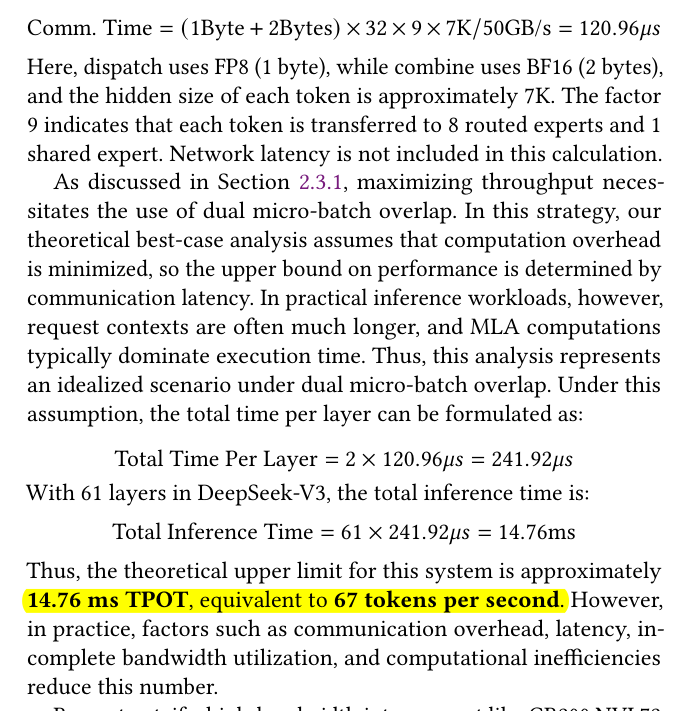 Comm. Time = (1Byte + 2Bytes) × 32 × 9 × 7K/50GB/s = 120.96μs
Here, dispatch uses FP8 (1 byte), while combine uses BF16 (2 bytes),
and the hidden size of each token is approximately 7K. The factor
9 indicates that each token is transferred to 8 routed experts and 1
shared expert. Network latency is not included in this calculation.
As discussed in Section 2.3.1, maximizing throughput neces-
sitates the use of dual micro-batch overlap. In this strategy, our
theoretical best-case analysis assumes that computation overhead
is minimized, so the upper bound on performance is determined by
communication latency. In practical inference workloads, however,
request contexts are often much longer, and MLA computations
typically dominate execution time. Thus, this analysis represents
an idealized scenario under dual micro-batch overlap. Under this
assumption, the total time per layer can be formulated as:
Total Time Per Layer = 2 × 120.96μs = 241.92μs
With 61 layers in DeepSeek-V3, the total inference time is:
Total Inference Time = 61 × 241.92μs = 14.76ms
Thus, the theoretical upper limit for this system is approximately
14.76 ms TPOT, equivalent to 67 tokens per second. However,
in practice, factors such as communication overhead, latency, in-
complete bandwidth utilization, and computational inefficiencies
reduce this number.